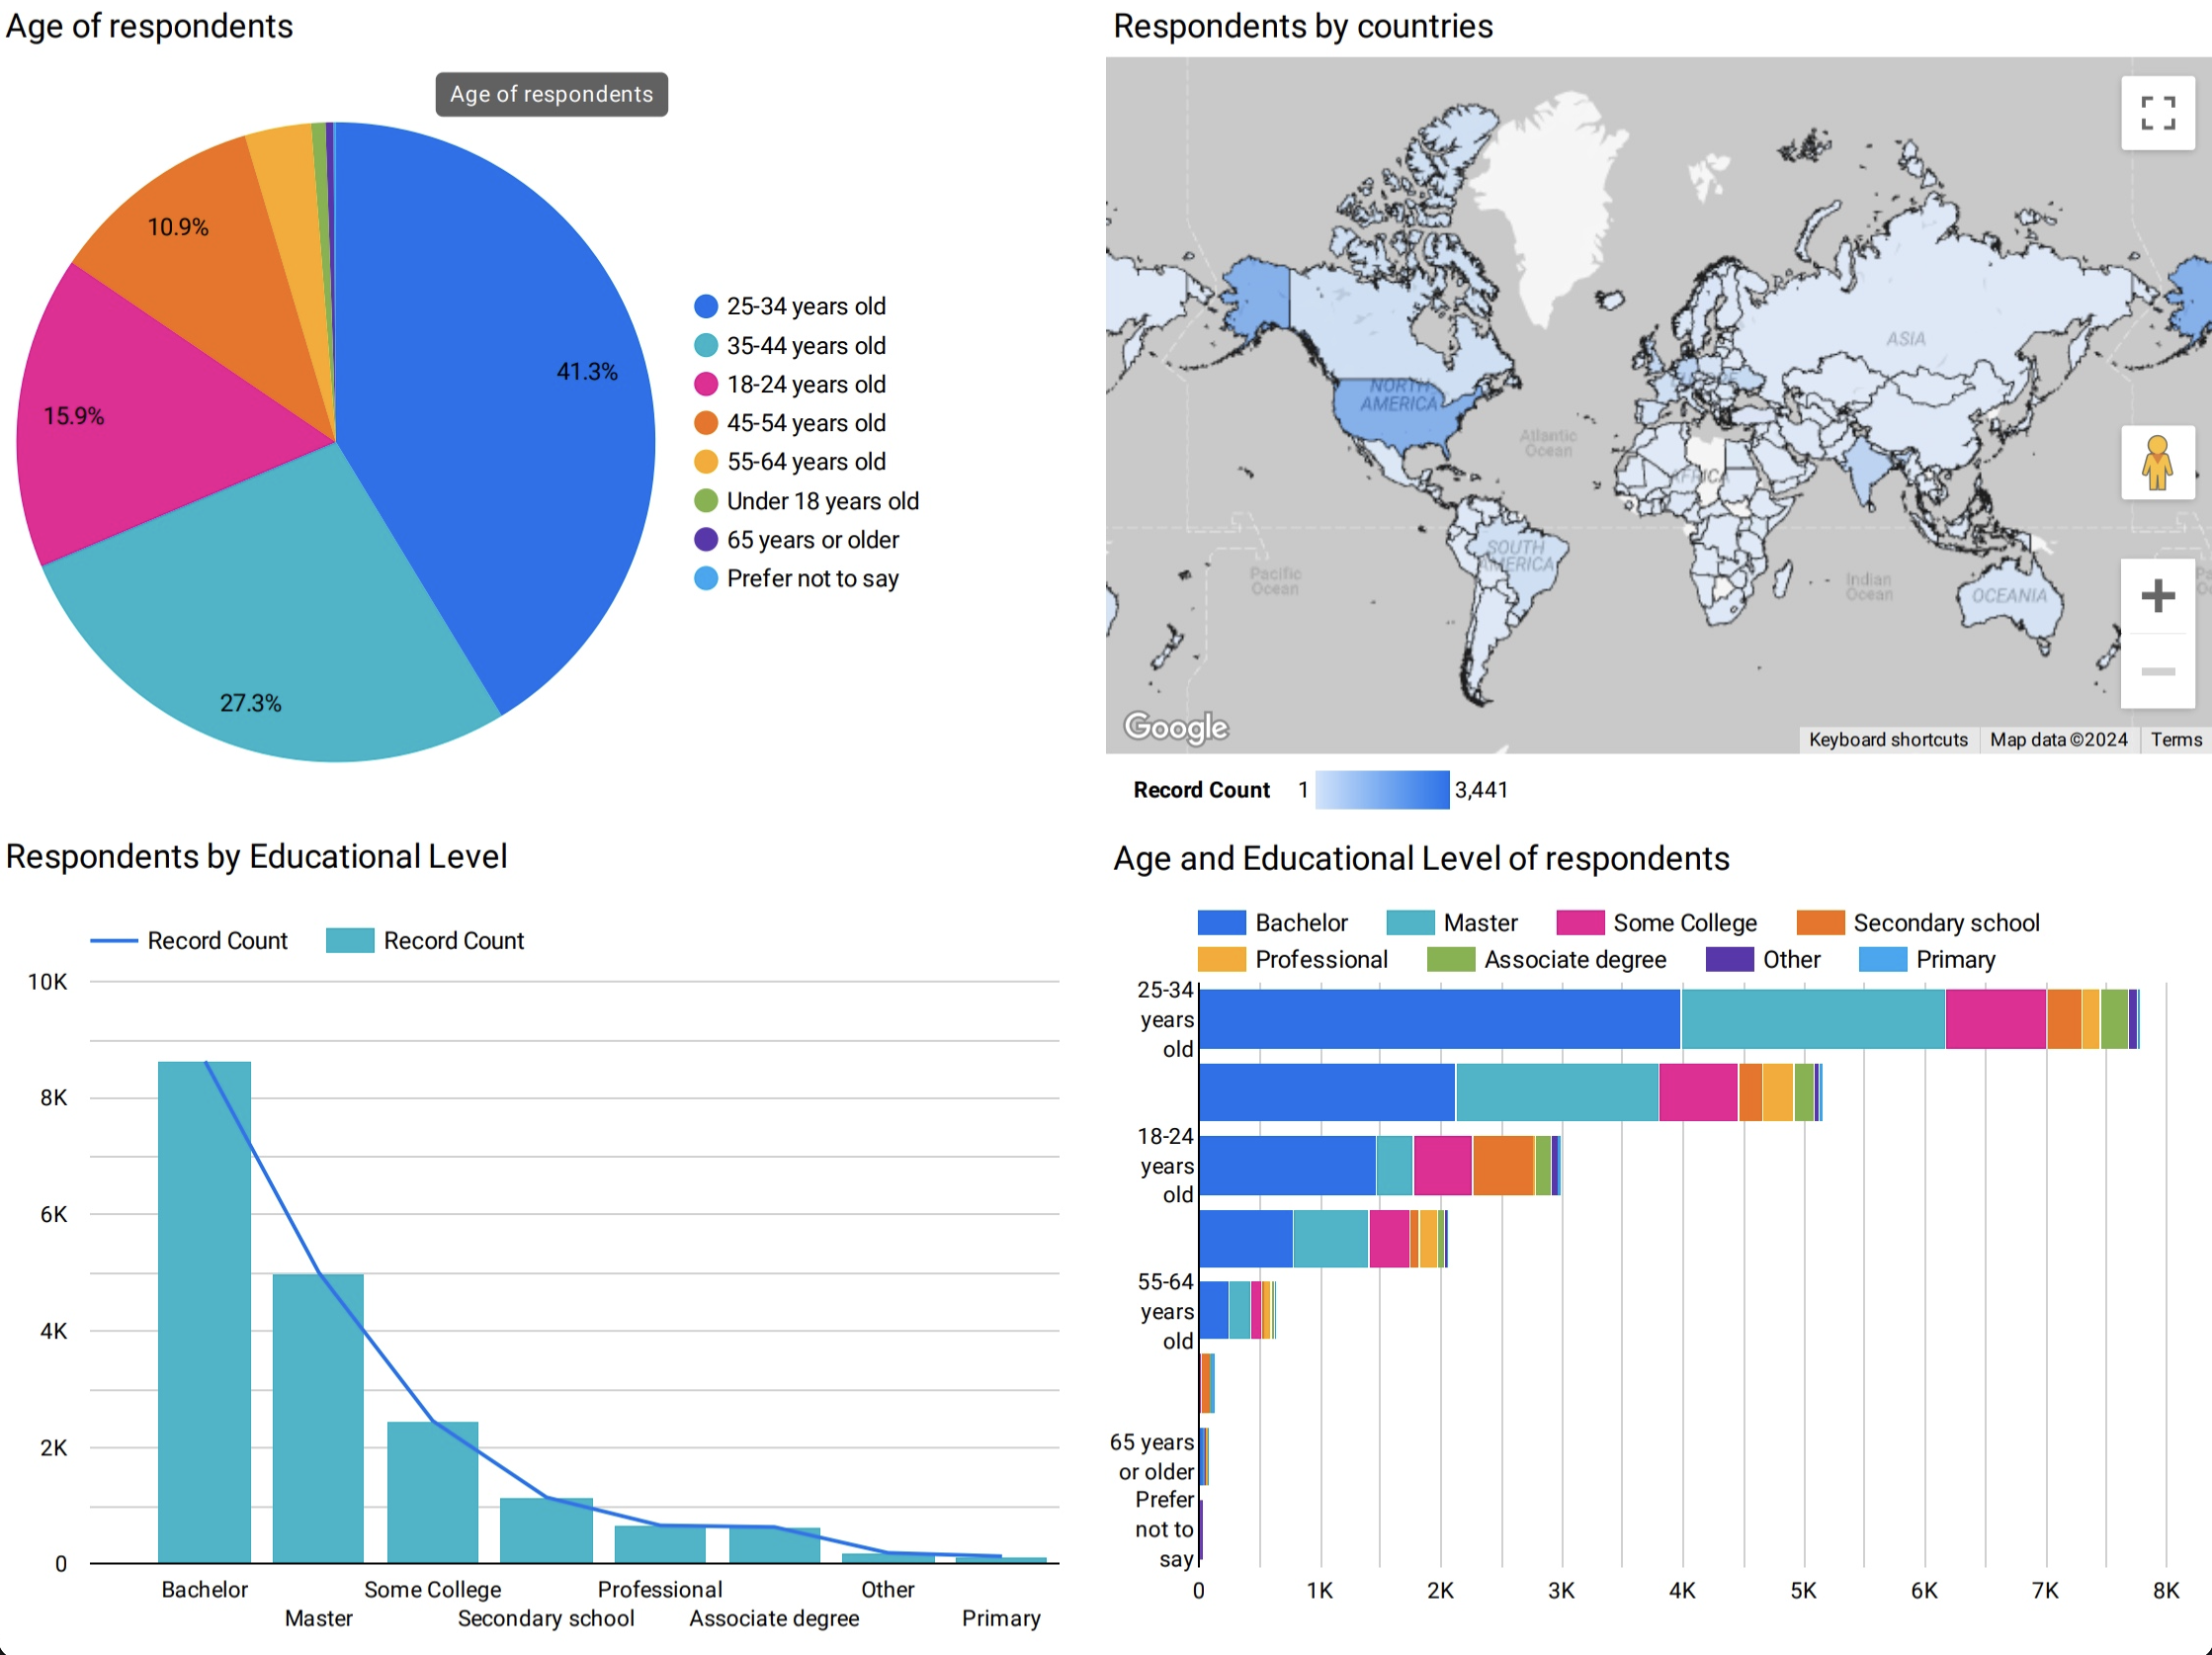 Age of respondents
Age of respondents
41.3%
27.3%
15.9%
10.9%
25-34 years old
35-44 years old
18-24 years old
45-54 years old
55-64 years old
Under 18 years old
65 years or older
Prefer not to say
Respondents by countries
NORTH
AMERICA
SOUTH
AMERICA
AFRICA
ASIA
OCEANIA
Atlantic
Ocean
Pacific
Ocean
Indian
Ocean
Google
Keyboard shortcuts
Map data ©2024
Terms
Record Count 1 3,441
Respondents by Educational Level
Record Count
Record Count
10K
8K
6K
4K
2K
0
Bachelor
Master
Some College
Secondary school
Professional
Associate degree
Other
Primary
Age and Educational Level of respondents
Bachelor Master Some College Secondary school
Professional Associate degree Other Primary
25-34
years
old
18-24
years
old
55-64
years
old
65 years
or older
Prefer
not to
say
0 1K 2K 3K 4K 5K 6K 7K 8K